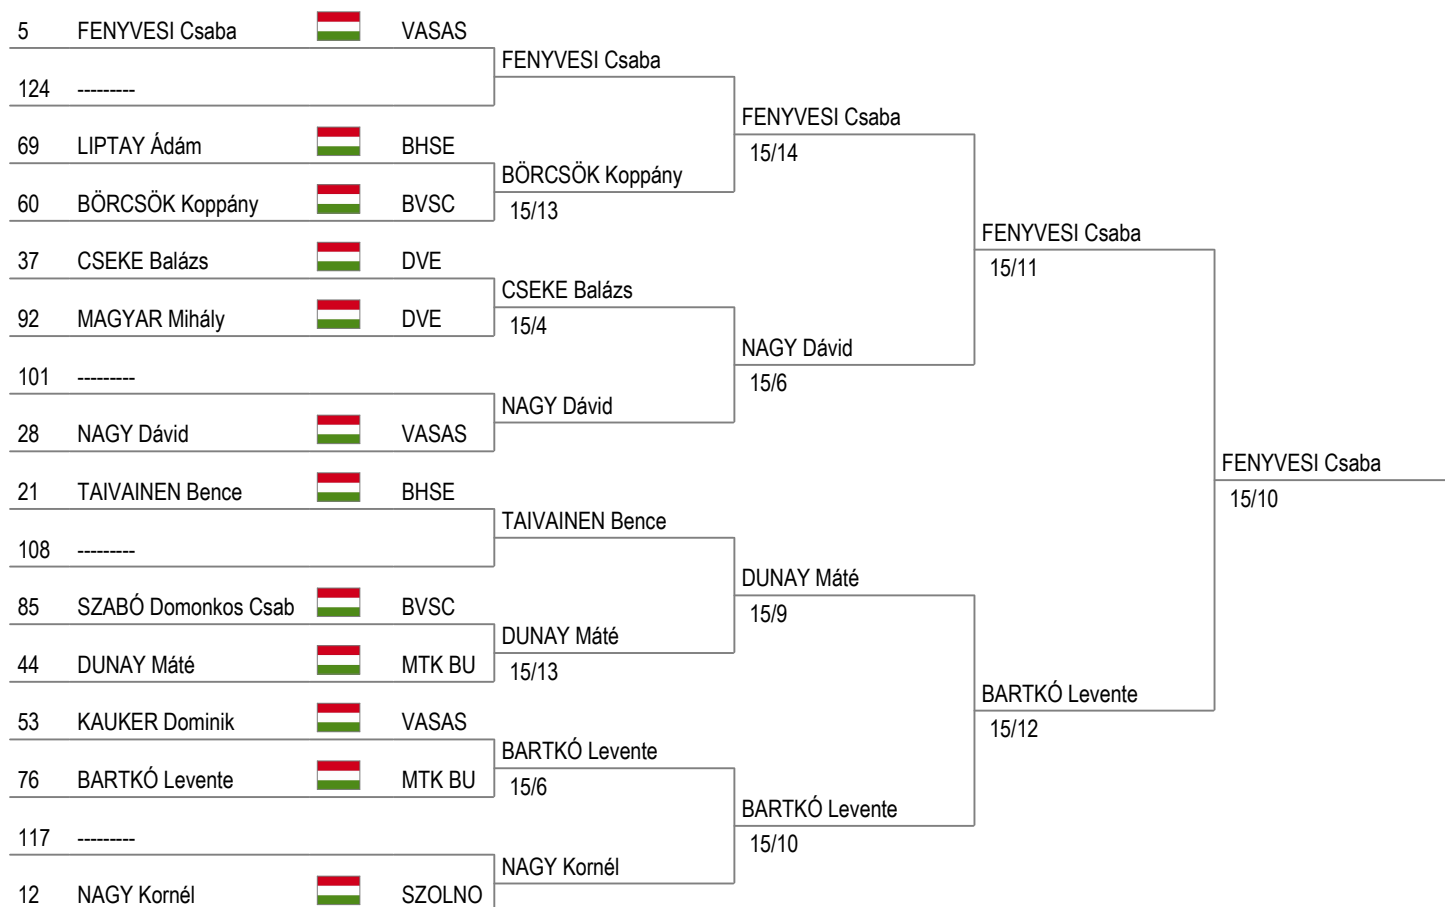 5 FENYVESI Csaba VASAS
FENYVESI Csaba
124 ---------
FENYVESI Csaba
15/14
69 LIPTAY Ádám BHSE
BÖRCSÖK Koppány
15/13
60 BÖRCSÖK Koppány BVSC
FENYVESI Csaba
15/11
37 CSEKE Balázs DVE
CSEKE Balázs
15/4
92 MAGYAR Mihály DVE
NAGY Dávid
15/6
101 ---------
NAGY Dávid
28 NAGY Dávid VASAS
FENYVESI Csaba
15/10
21 TAIVAINEN Bence BHSE
TAIVAINEN Bence
108 ---------
DUNAY Máté
15/9
85 SZABÓ Domonkos Csab BVSC
DUNAY Máté
15/13
44 DUNAY Máté MTK BU
BARTKÓ Levente
15/12
53 KAUKER Dominik VASAS
BARTKÓ Levente
15/6
76 BARTKÓ Levente MTK BU
BARTKÓ Levente
15/10
117 ---------
NAGY Kornél
12 NAGY Kornél SZOLNO